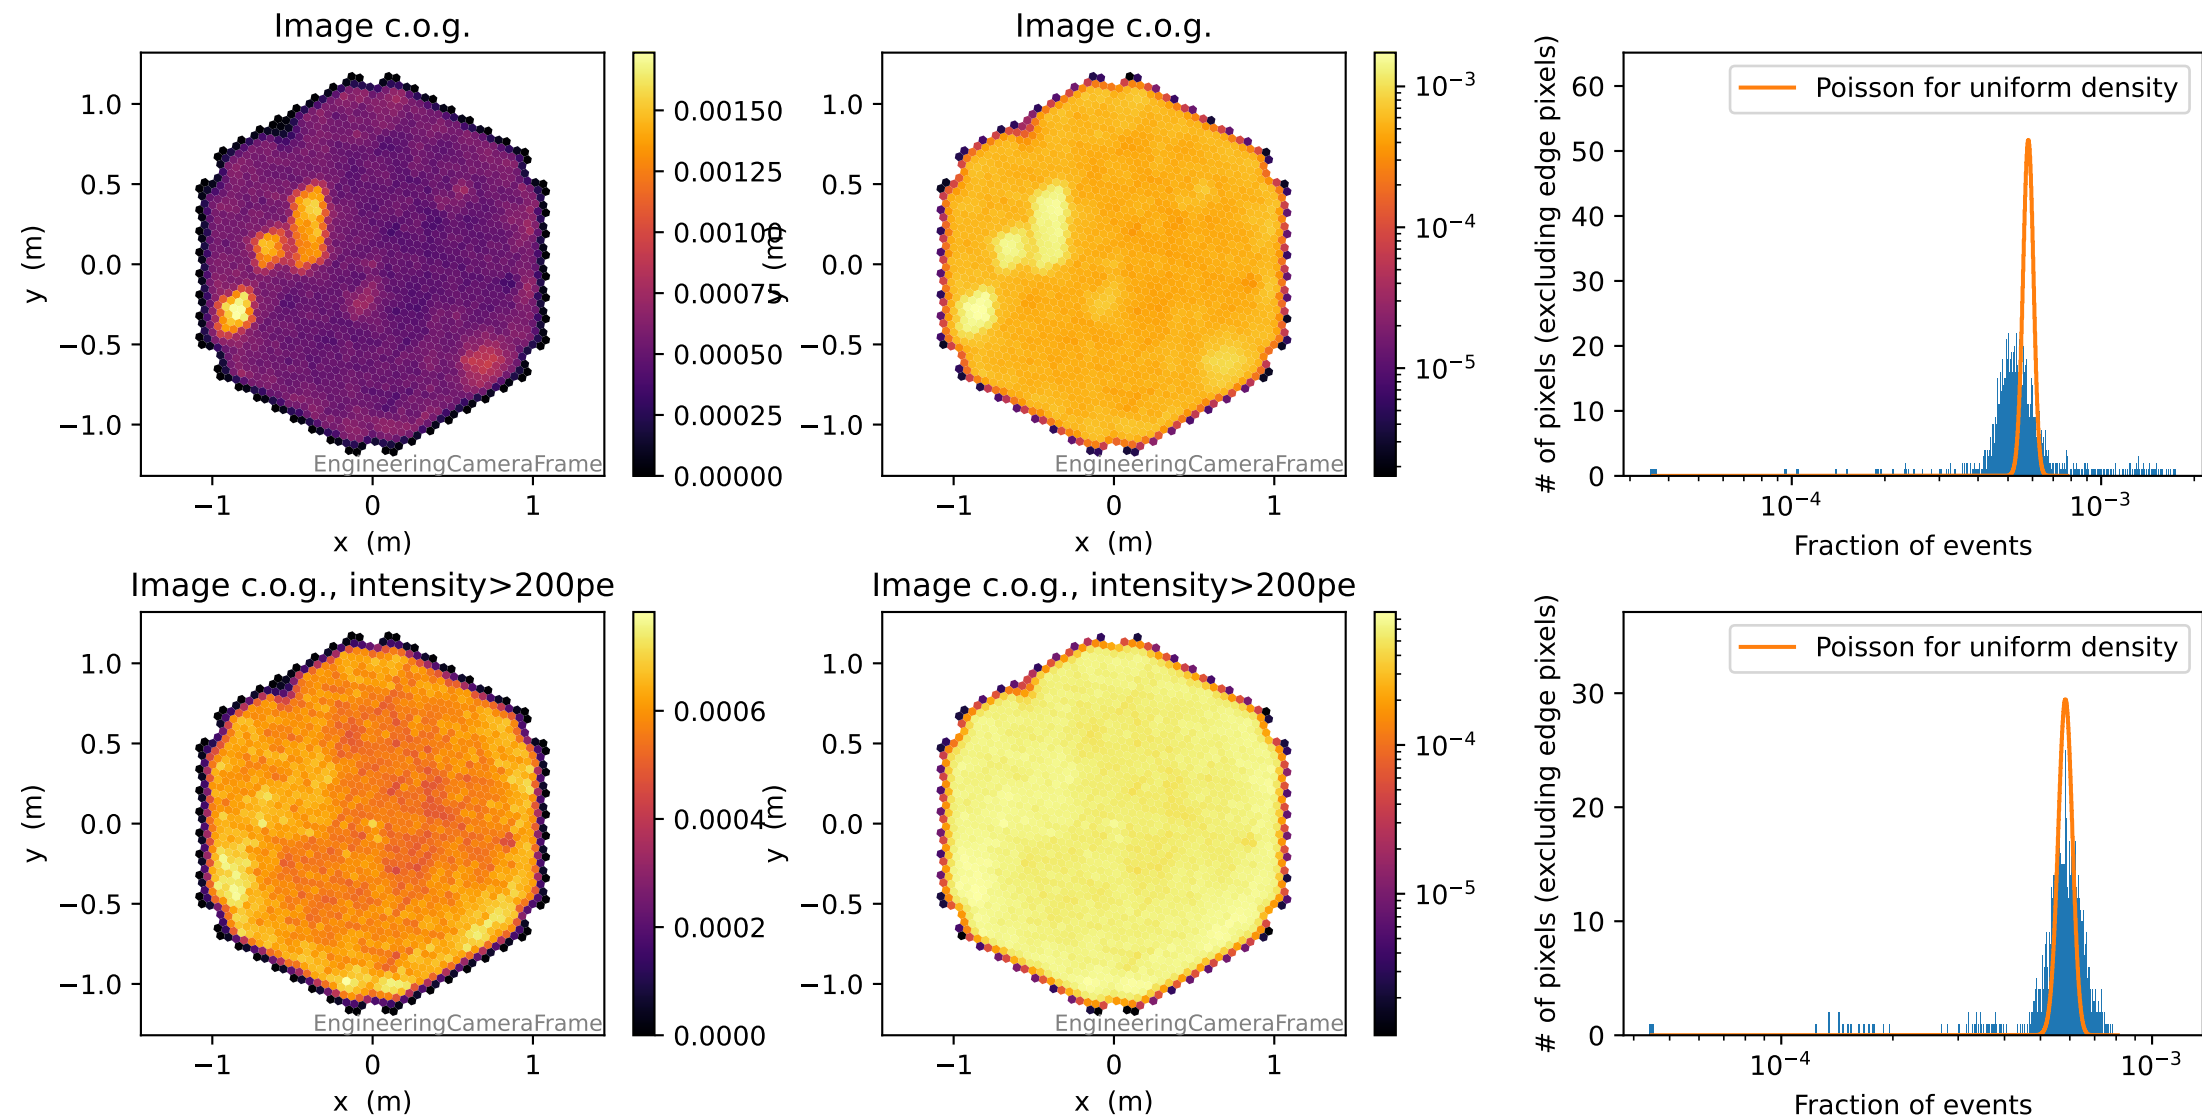 Image c.o.g.
1.0
0.5
0.0
−0.5
−1.0
y (m)
−1
0
1
x (m)
EngineeringCameraFrame
0.00150
0.00125
0.00100
0.00075
0.00050
0.00025
0.00000
Image c.o.g.
1.0
0.5
0.0
−0.5
−1.0
y (m)
−1
0
1
x (m)
EngineeringCameraFrame
10⁻³
10⁻⁴
10⁻⁵
Poisson for uniform density
60
50
40
30
20
10
0
# of pixels (excluding edge pixels)
10⁻⁴
10⁻³
Fraction of events
Image c.o.g., intensity>200pe
1.0
0.5
0.0
−0.5
−1.0
y (m)
−1
0
1
x (m)
EngineeringCameraFrame
0.0006
0.0004
0.0002
0.0000
Image c.o.g., intensity>200pe
1.0
0.5
0.0
−0.5
−1.0
y (m)
−1
0
1
x (m)
EngineeringCameraFrame
10⁻⁴
10⁻⁵
Poisson for uniform density
30
20
10
0
# of pixels (excluding edge pixels)
10⁻⁴
10⁻³
Fraction of events